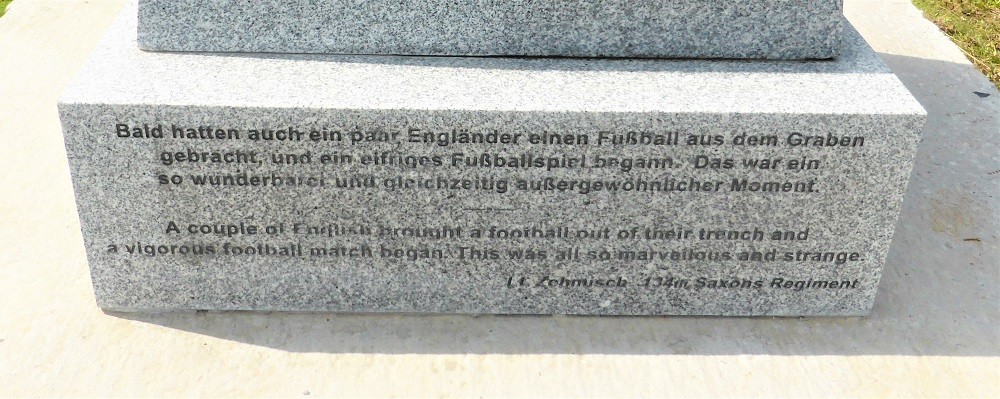 Bald hatten auch ein paar Engländer einen Fußball aus dem Graben
gebracht, und ein eifriges Fußballspiel begann. Das war ein
so wunderbarer und gleichzeitig außergewöhnlicher Moment.
A couple of English brought a football out of their trench and
a vigorous football match began. This was all so marvellous and strange.
Lt. Zehmisch 134th Saxons Regiment